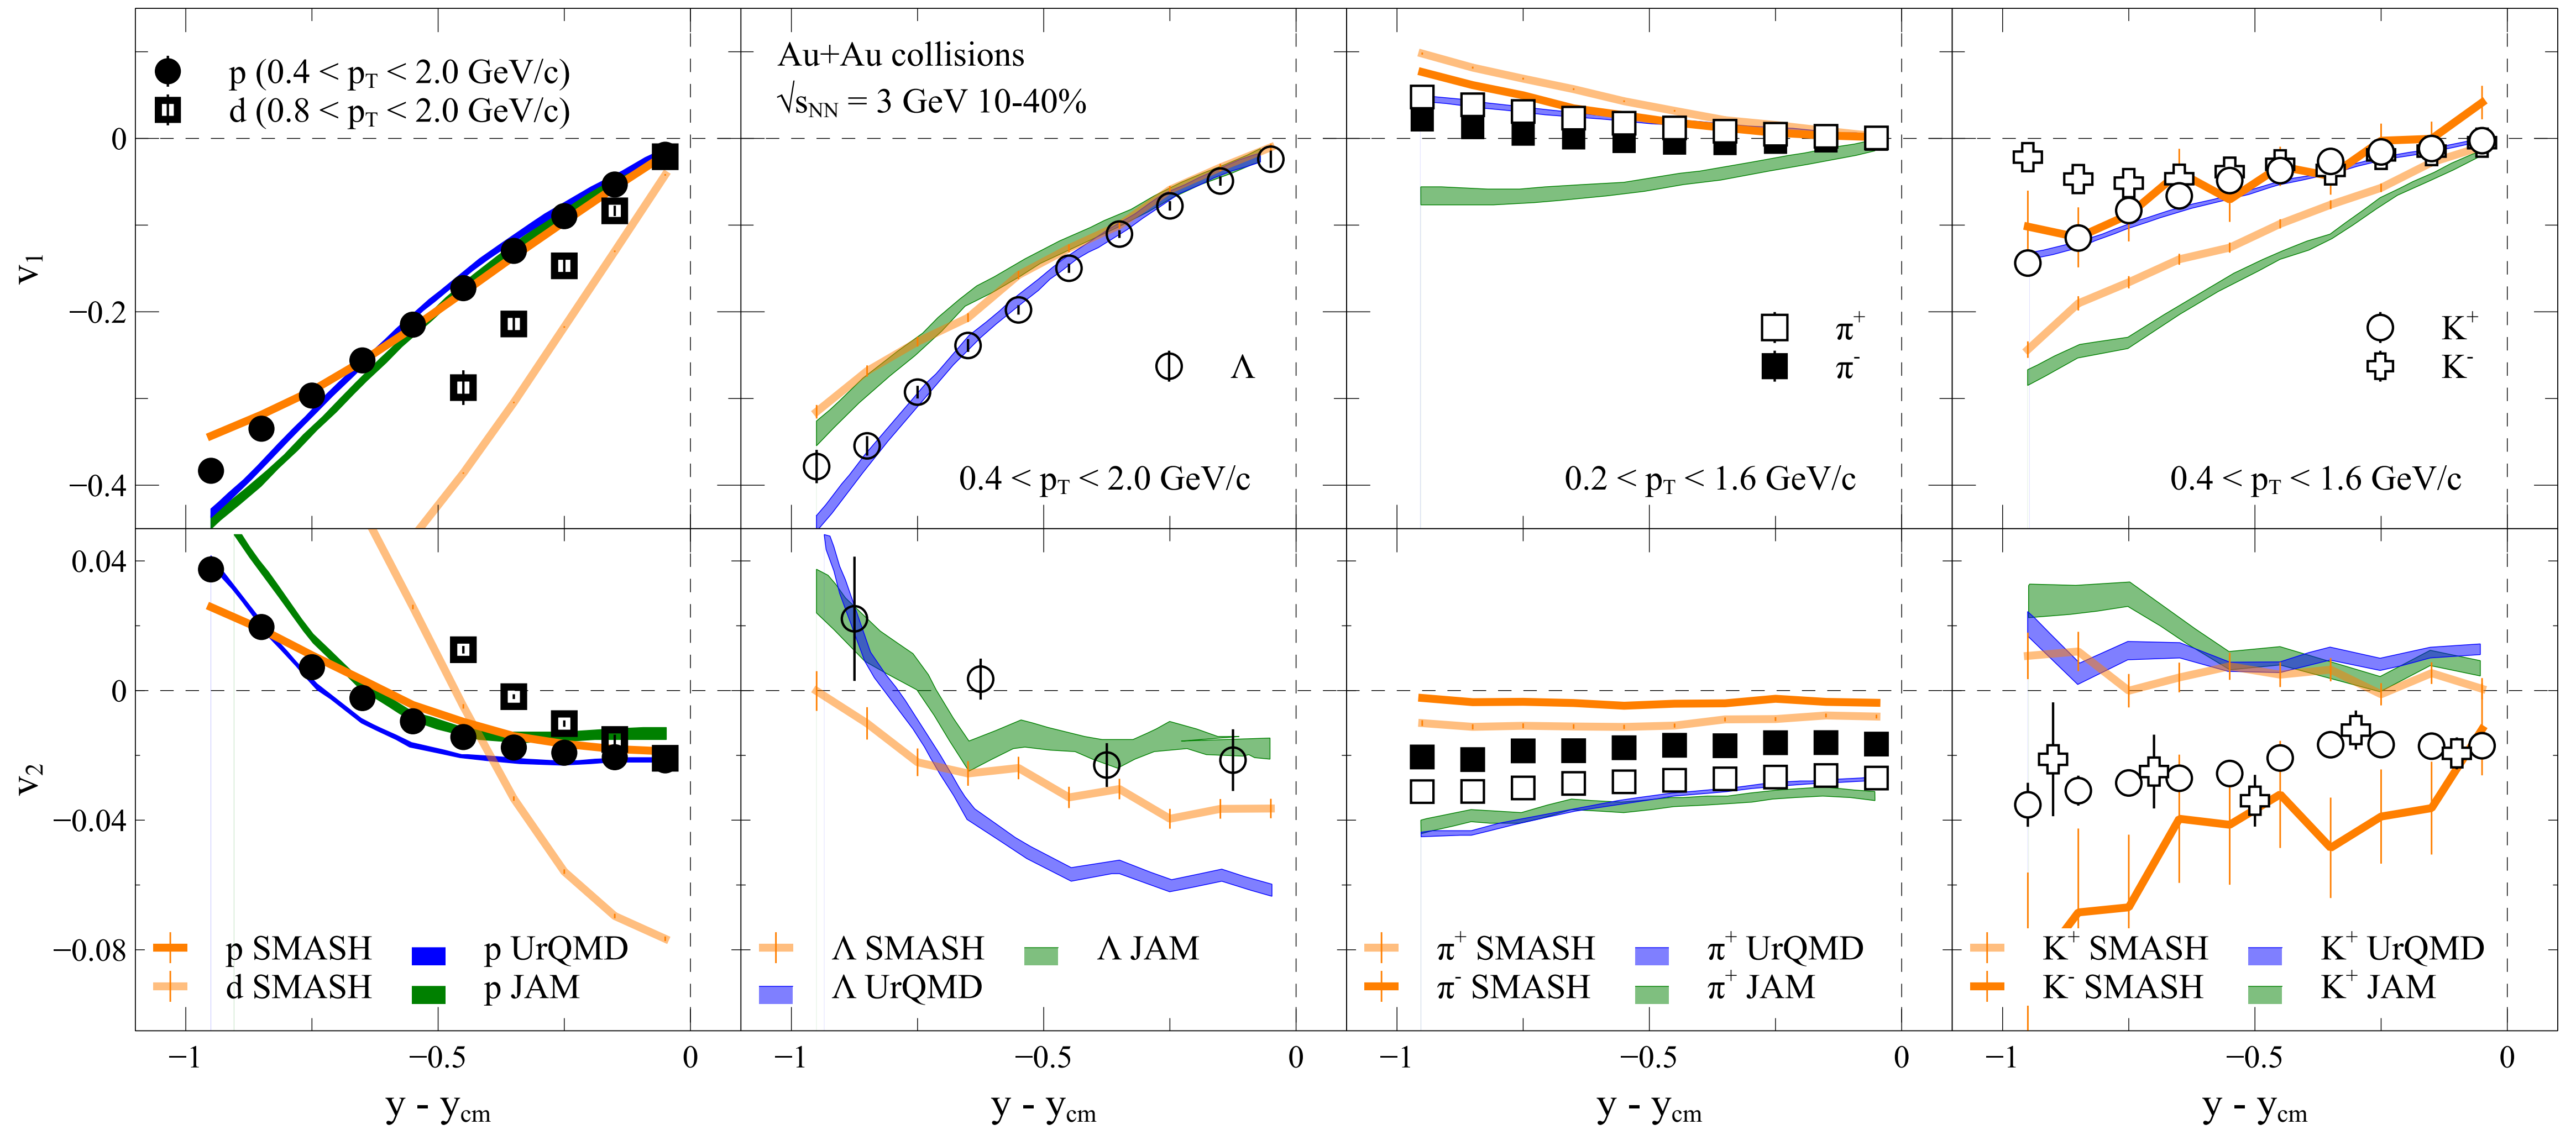 p (0.4 < pT < 2.0 GeV/c)
d (0.8 < pT < 2.0 GeV/c)
Au+Au collisions
√sNN = 3 GeV 10-40%
0
−0.2
−0.4
v1
Λ
π+
π-
K+
K-
0.4 < pT < 2.0 GeV/c
0.2 < pT < 1.6 GeV/c
0.4 < pT < 1.6 GeV/c
0.04
0
−0.04
−0.08
v2
p SMASH
d SMASH
p UrQMD
p JAM
Λ SMASH
Λ UrQMD
Λ JAM
π+ SMASH
π- SMASH
π+ UrQMD
π+ JAM
K+ SMASH
K- SMASH
K+ UrQMD
K+ JAM
−1 −0.5 0
−1 −0.5 0
−1 −0.5 0
−1 −0.5 0
y - ycm
y - ycm
y - ycm
y - ycm